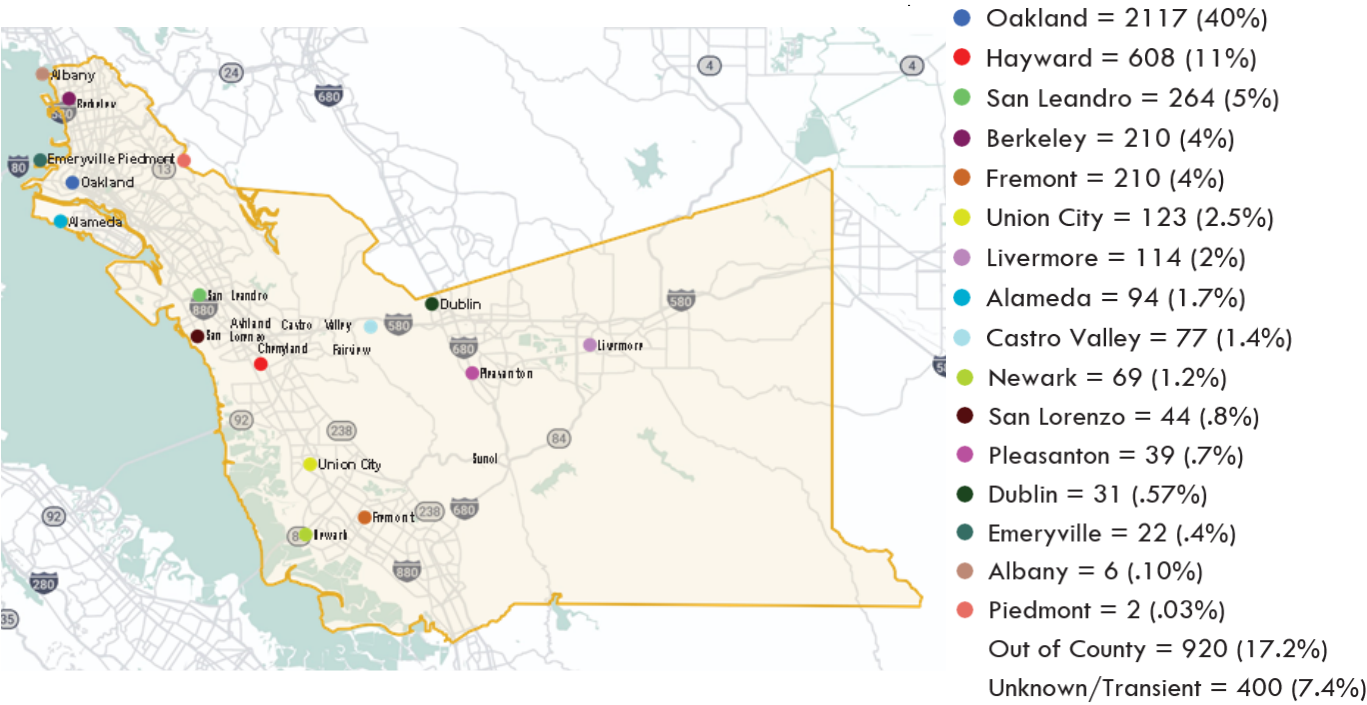 Oakland = 2117 (40%)
Hayward = 608 (11%)
San Leandro = 264 (5%)
Berkeley = 210 (4%)
Fremont = 210 (4%)
Union City = 123 (2.5%)
Livermore = 114 (2%)
Alameda = 94 (1.7%)
Castro Valley = 77 (1.4%)
Newark = 69 (1.2%)
San Lorenzo = 44 (.8%)
Pleasanton = 39 (.7%)
Dublin = 31 (.57%)
Emeryville = 22 (.4%)
Albany = 6 (.10%)
Piedmont = 2 (.03%)
Out of County = 920 (17.2%)
Unknown/Transient = 400 (7.4%)
24
4
4
680
Albany
Berkeley
80
Emeryville Piedmont
13
Oakland
Alameda
San Leandro
880
Dublin
580
Ashland Castro Valley
580
San Lorenzo
Cherryland
Fairview
680
Livermore
Pleasanton
92
238
84
Union City
Sunol
680
238
Fremont
92
Newark
880
280
35